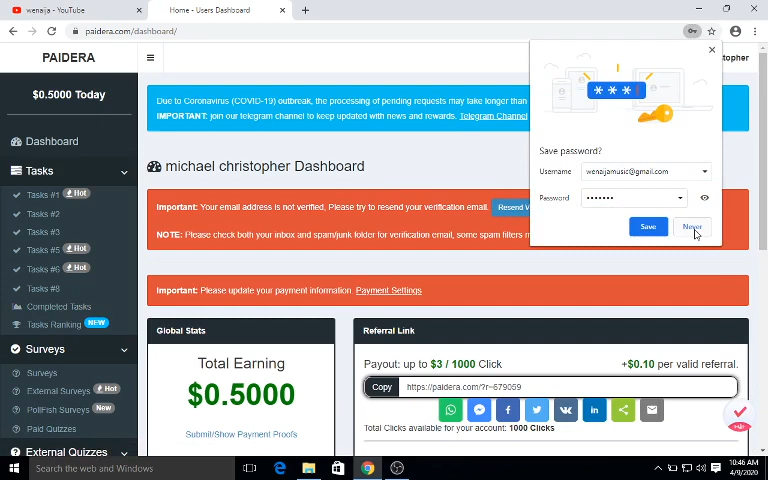 wenaija - YouTube
Home - Users Dashboard
paidera.com/dashboard/
PAIDERA
topher
$0.5000 Today
Dashboard
Tasks
Tasks #1 Hot
Tasks #2
Tasks #3
Tasks #5 Hot
Tasks #6 Hot
Tasks #8
Completed Tasks
Tasks Ranking NEW
Surveys
Surveys
External Surveys Hot
PollFish Surveys New
Paid Quizzes
External Quizzes
Due to Coronavirus (COVID-19) outbreak, the processing of pending requests may take longer than
IMPORTANT: join our telegram channel to keep updated with news and rewards. Telegram Channel
michael christopher Dashboard
Important: Your email address is not verified, Please try to resend your verification email. Resend V
NOTE: Please check both your inbox and spam/junk folder for verification email, some spam filters m
Important: Please update your payment information. Payment Settings
Global Stats
Total Earning
$0.5000
Submit/Show Payment Proofs
Referral Link
Payout: up to $3 / 1000 Click +$0.10 per valid referral.
Copy https://paidera.com/?r=679059
Total Clicks available for your account: 1000 Clicks
Save password?
Username wenaijamusic@gmail.com
Password •••••••
Save Never
Search the web and Windows
10:46 AM
4/9/2020